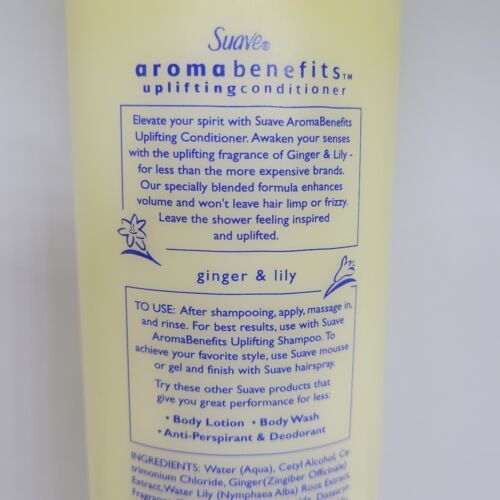 Suave®
aromabenefits™
upliftingconditioner
Elevate your spirit with Suave AromaBenefits
Uplifting Conditioner. Awaken your senses
with the uplifting fragrance of Ginger & Lily -
for less than the more expensive brands.
Our specially blended formula enhances
volume and won't leave hair limp or frizzy.
Leave the shower feeling inspired
and uplifted.
ginger & lily
TO USE: After shampooing, apply, massage in,
and rinse. For best results, use with Suave
AromaBenefits Uplifting Shampoo. To
achieve your favorite style, use Suave mousse
or gel and finish with Suave hairspray.
Try these other Suave products that
give you great performance for less:
• Body Lotion • Body Wash
• Anti-Perspirant & Deodorant
INGREDIENTS: Water (Aqua), Cetyl Alcohol, Ce-
trimonium Chloride, Ginger(Zingiber Officinale)
Extract, Water Lily (Nymphaea Alba) Root Extract,